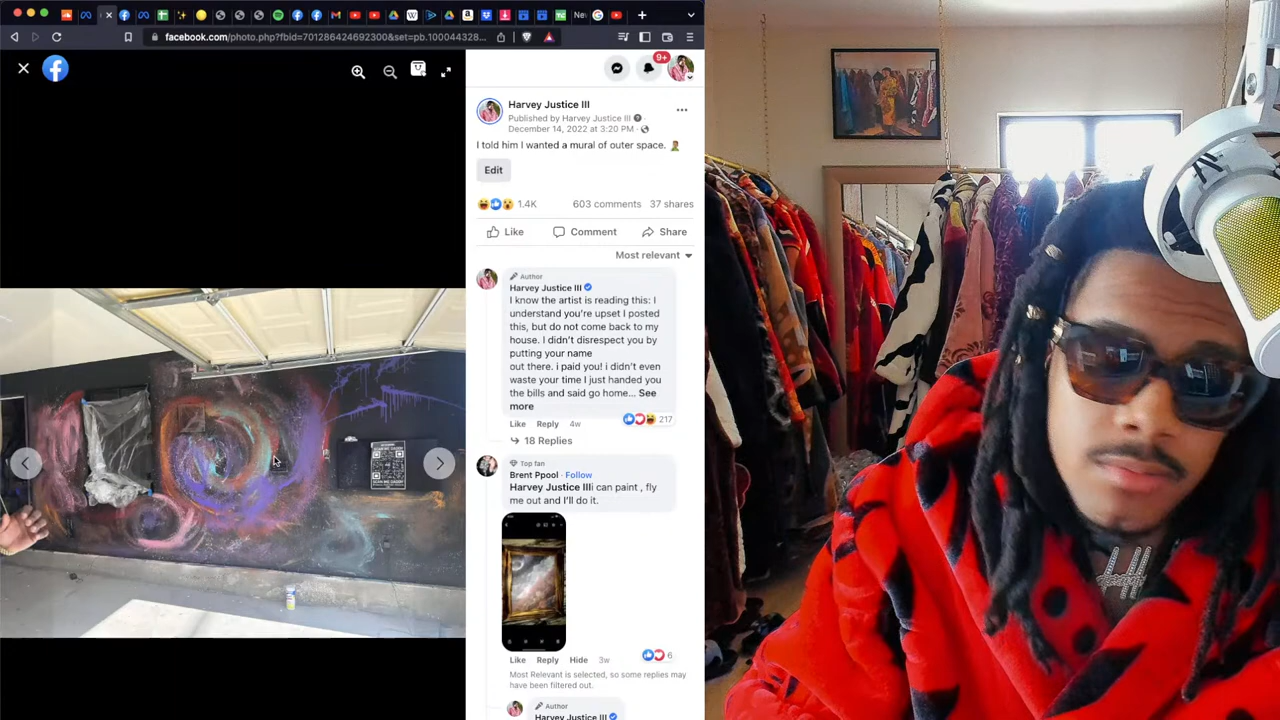 New
facebook.com/photo.php?fbid=701286424692300&set=pb.100044328...
9+
Harvey Justice III
Published by Harvey Justice III
December 14, 2022 at 3:20 PM ·
I told him I wanted a mural of outer space.
Edit
1.4K 603 comments 37 shares
Like Comment Share
Most relevant
Author
Harvey Justice III
I know the artist is reading this: I
understand you're upset I posted
this, but do not come back to my
house. I didn't disrespect you by
putting your name
out there. i paid you! i didn't even
waste your time I just handed you
the bills and said go home... See
more
217
Like Reply 4w
18 Replies
Top fan
Brent Ppool · Follow
Harvey Justice IIIi can paint , fly
me out and I'll do it.
Like Reply Hide 3w
6
Most Relevant is selected, so some replies may
have been filtered out.
Author
Harvey Justice III